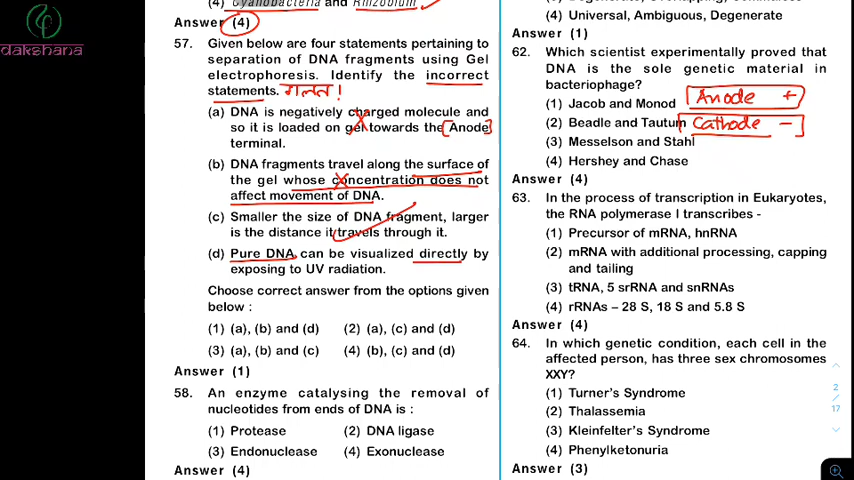 dakshana
(4) Cyanobacteria and Rhizobium
Answer (4)
57. Given below are four statements pertaining to
separation of DNA fragments using Gel
electrophoresis. Identify the incorrect
statements. गलत !
(a) DNA is negatively charged molecule and
so it is loaded on gel towards the [Anode]
terminal.
(b) DNA fragments travel along the surface of
the gel whose concentration does not
affect movement of DNA.
(c) Smaller the size of DNA fragment, larger
is the distance it travels through it.
(d) Pure DNA can be visualized directly by
exposing to UV radiation.
Choose correct answer from the options given
below :
(1) (a), (b) and (d) (2) (a), (c) and (d)
(3) (a), (b) and (c) (4) (b), (c) and (d)
Answer (1)
58. An enzyme catalysing the removal of
nucleotides from ends of DNA is :
(1) Protease (2) DNA ligase
(3) Endonuclease (4) Exonuclease
Answer (4)
(4) Universal, Ambiguous, Degenerate
Answer (1)
62. Which scientist experimentally proved that
DNA is the sole genetic material in
bacteriophage?
(1) Jacob and Monod
Anode +
(2) Beadle and Tautum
Cathode -
(3) Messelson and Stahl
(4) Hershey and Chase
Answer (4)
63. In the process of transcription in Eukaryotes,
the RNA polymerase I transcribes -
(1) Precursor of mRNA, hnRNA
(2) mRNA with additional processing, capping
and tailing
(3) tRNA, 5 srRNA and snRNAs
(4) rRNAs – 28 S, 18 S and 5.8 S
Answer (4)
64. In which genetic condition, each cell in the
affected person, has three sex chromosomes
XXY?
(1) Turner's Syndrome
(2) Thalassemia
(3) Kleinfelter's Syndrome
(4) Phenylketonuria
Answer (3)
2
/
17